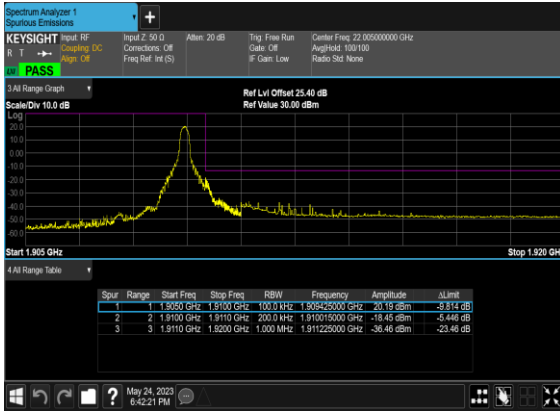 Spectrum Analyzer 1
Spurious Emissions
+
KEYSIGHT Input: RF Input Z: 50 Ω Atten: 20 dB Trig: Free Run Center Freq: 22.005000000 GHz
R T Coupling: DC Corrections: Off Gate: Off Avg|Hold: 100/100
Align: Off Freq Ref: Int (S) IF Gain: Low Radio Std: None
PASS
3 All Range Graph
Ref Lvl Offset 25.40 dB
Scale/Div 10.0 dB Ref Value 30.00 dBm
Log
20.0
10.0
0.00
-10.0
-20.0
-30.0
-40.0
-50.0
-60.0
Start 1.905 GHz Stop 1.920 GH
4 All Range Table
Spur Range Start Freq Stop Freq RBW Frequency Amplitude ΔLimit
1 1 1.9050 GHz 1.9100 GHz 100.0 kHz 1.909425000 GHz 20.19 dBm -9.814 dB
2 2 1.9100 GHz 1.9110 GHz 200.0 kHz 1.910015000 GHz -18.45 dBm -5.446 dB
3 3 1.9110 GHz 1.9200 GHz 1.000 MHz 1.911225000 GHz -36.46 dBm -23.46 dB
?
May 24, 2023
6:42:21 PM